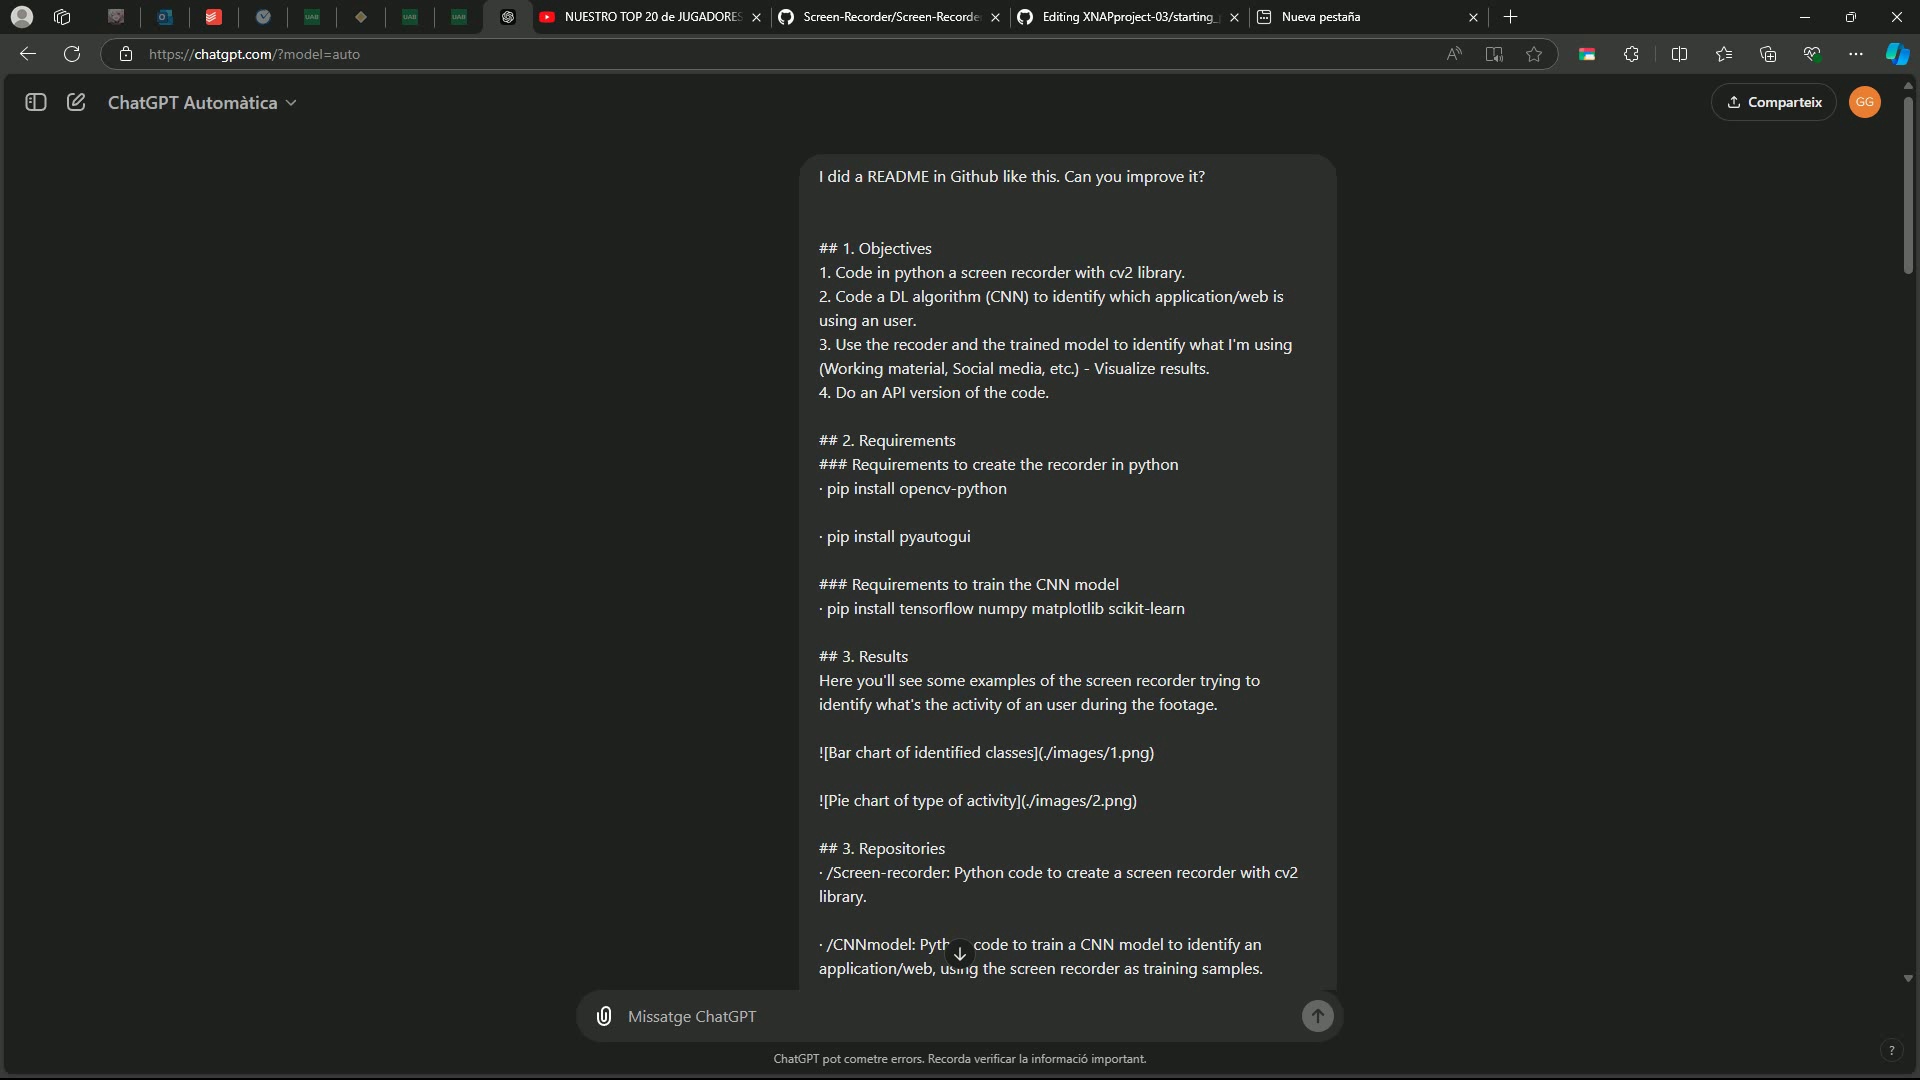 UAB
UAB
UAB
NUESTRO TOP 20 de JUGADORES
Screen-Recorder/Screen-Recorde
Editing XNAPproject-03/starting_
Nueva pestaña
https://chatgpt.com/?model=auto
ChatGPT Automàtica
Comparteix
GG
I did a README in Github like this. Can you improve it?
## 1. Objectives
1. Code in python a screen recorder with cv2 library.
2. Code a DL algorithm (CNN) to identify which application/web is
using an user.
3. Use the recoder and the trained model to identify what I'm using
(Working material, Social media, etc.) - Visualize results.
4. Do an API version of the code.
## 2. Requirements
### Requirements to create the recorder in python
· pip install opencv-python
· pip install pyautogui
### Requirements to train the CNN model
· pip install tensorflow numpy matplotlib scikit-learn
## 3. Results
Here you'll see some examples of the screen recorder trying to
identify what's the activity of an user during the footage.
![Bar chart of identified classes](./images/1.png)
![Pie chart of type of activity](./images/2.png)
## 3. Repositories
· /Screen-recorder: Python code to create a screen recorder with cv2
library.
· /CNNmodel: Pyth code to train a CNN model to identify an
application/web, using the screen recorder as training samples.
Missatge ChatGPT
ChatGPT pot cometre errors. Recorda verificar la informació important.
?